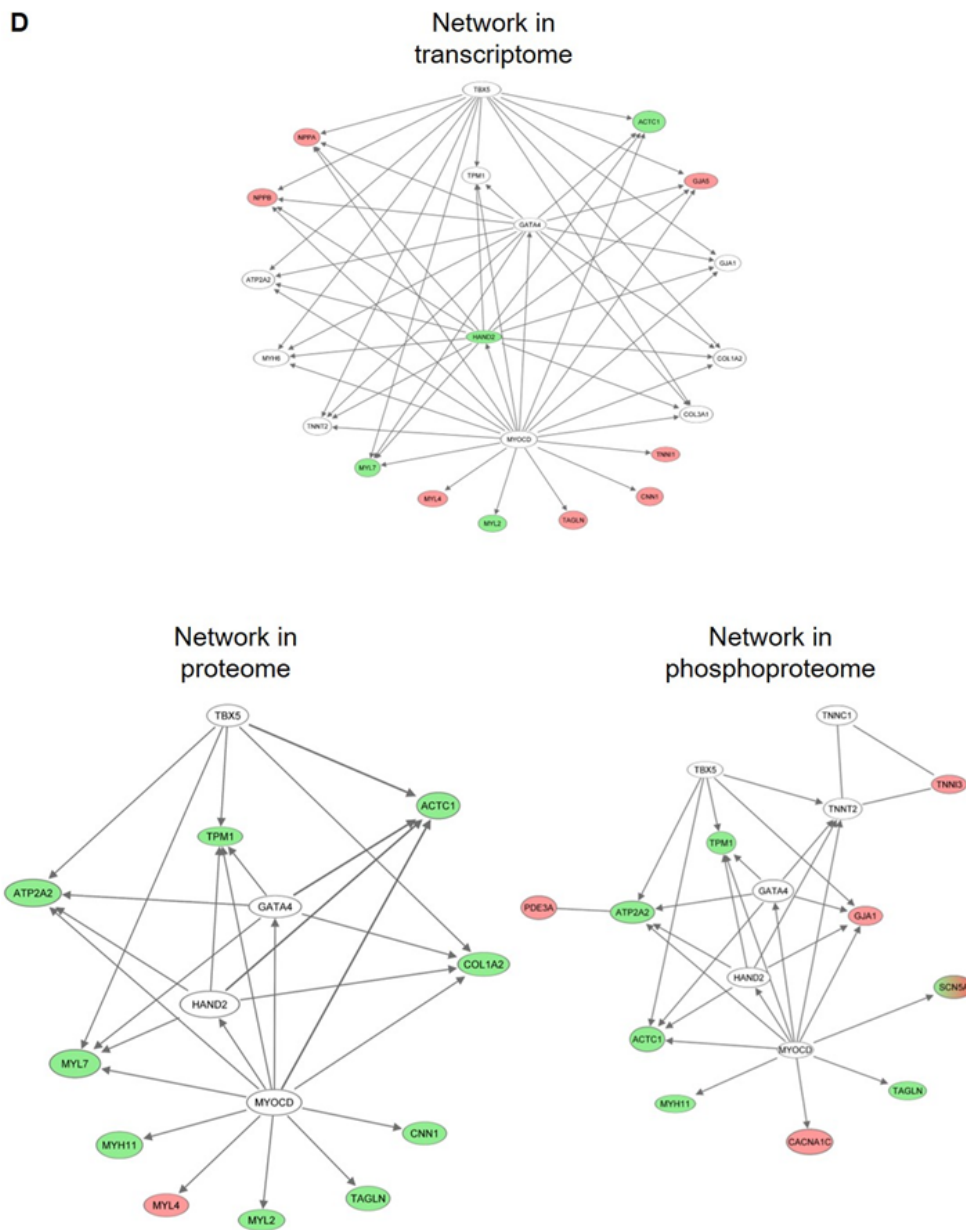 D
Network in
transcriptome
TBX5
ACTC1
NPPA
TPM1
GJA5
NPPB
GATA4
GJA1
ATP2A2
HAND2
MYH6
COL1A2
COL3A1
TNNT2
MYOCD
TNNI1
MYL7
MYL4
CNN1
MYL2
TAGLN
Network in
proteome
TBX5
ACTC1
TPM1
ATP2A2
GATA4
COL1A2
HAND2
MYL7
MYOCD
MYH11
CNN1
MYL4
MYL2
TAGLN
Network in
phosphoproteome
TNNC1
TBX5
TNNI3
TNNT2
TPM1
GATA4
PDE3A
ATP2A2
GJA1
HAND2
SCN5A
ACTC1
MYOCD
MYH11
TAGLN
CACNA1C